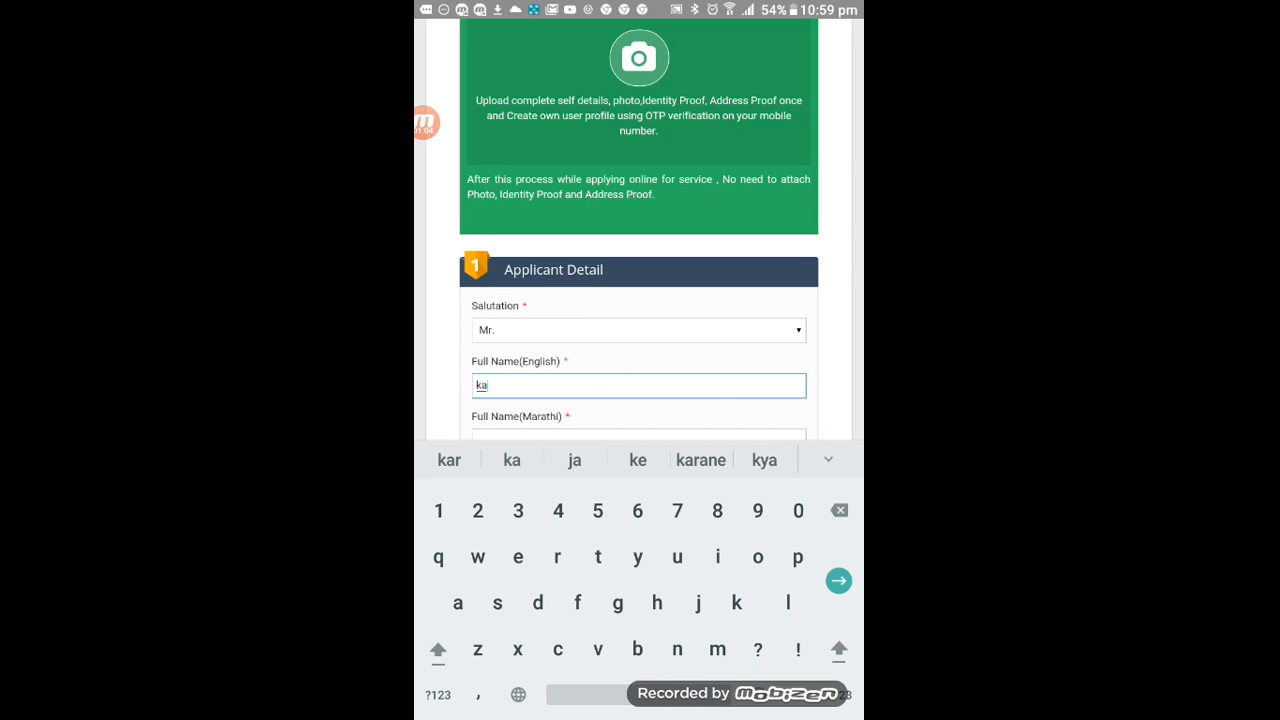 54% 10:59 pm
01:04
Upload complete self details, photo,Identity Proof, Address Proof once
and Create own user profile using OTP verification on your mobile
number.
After this process while applying online for service , No need to attach
Photo, Identity Proof and Address Proof.
1 Applicant Detail
Salutation *
Mr.
Full Name(English) *
ka
Full Name(Marathi) *
kar ka ja ke karane kya
1 2 3 4 5 6 7 8 9 0
q w e r t y u i o p
a s d f g h j k l
z x c v b n m ? !
?123 , Recorded by mobizen 23